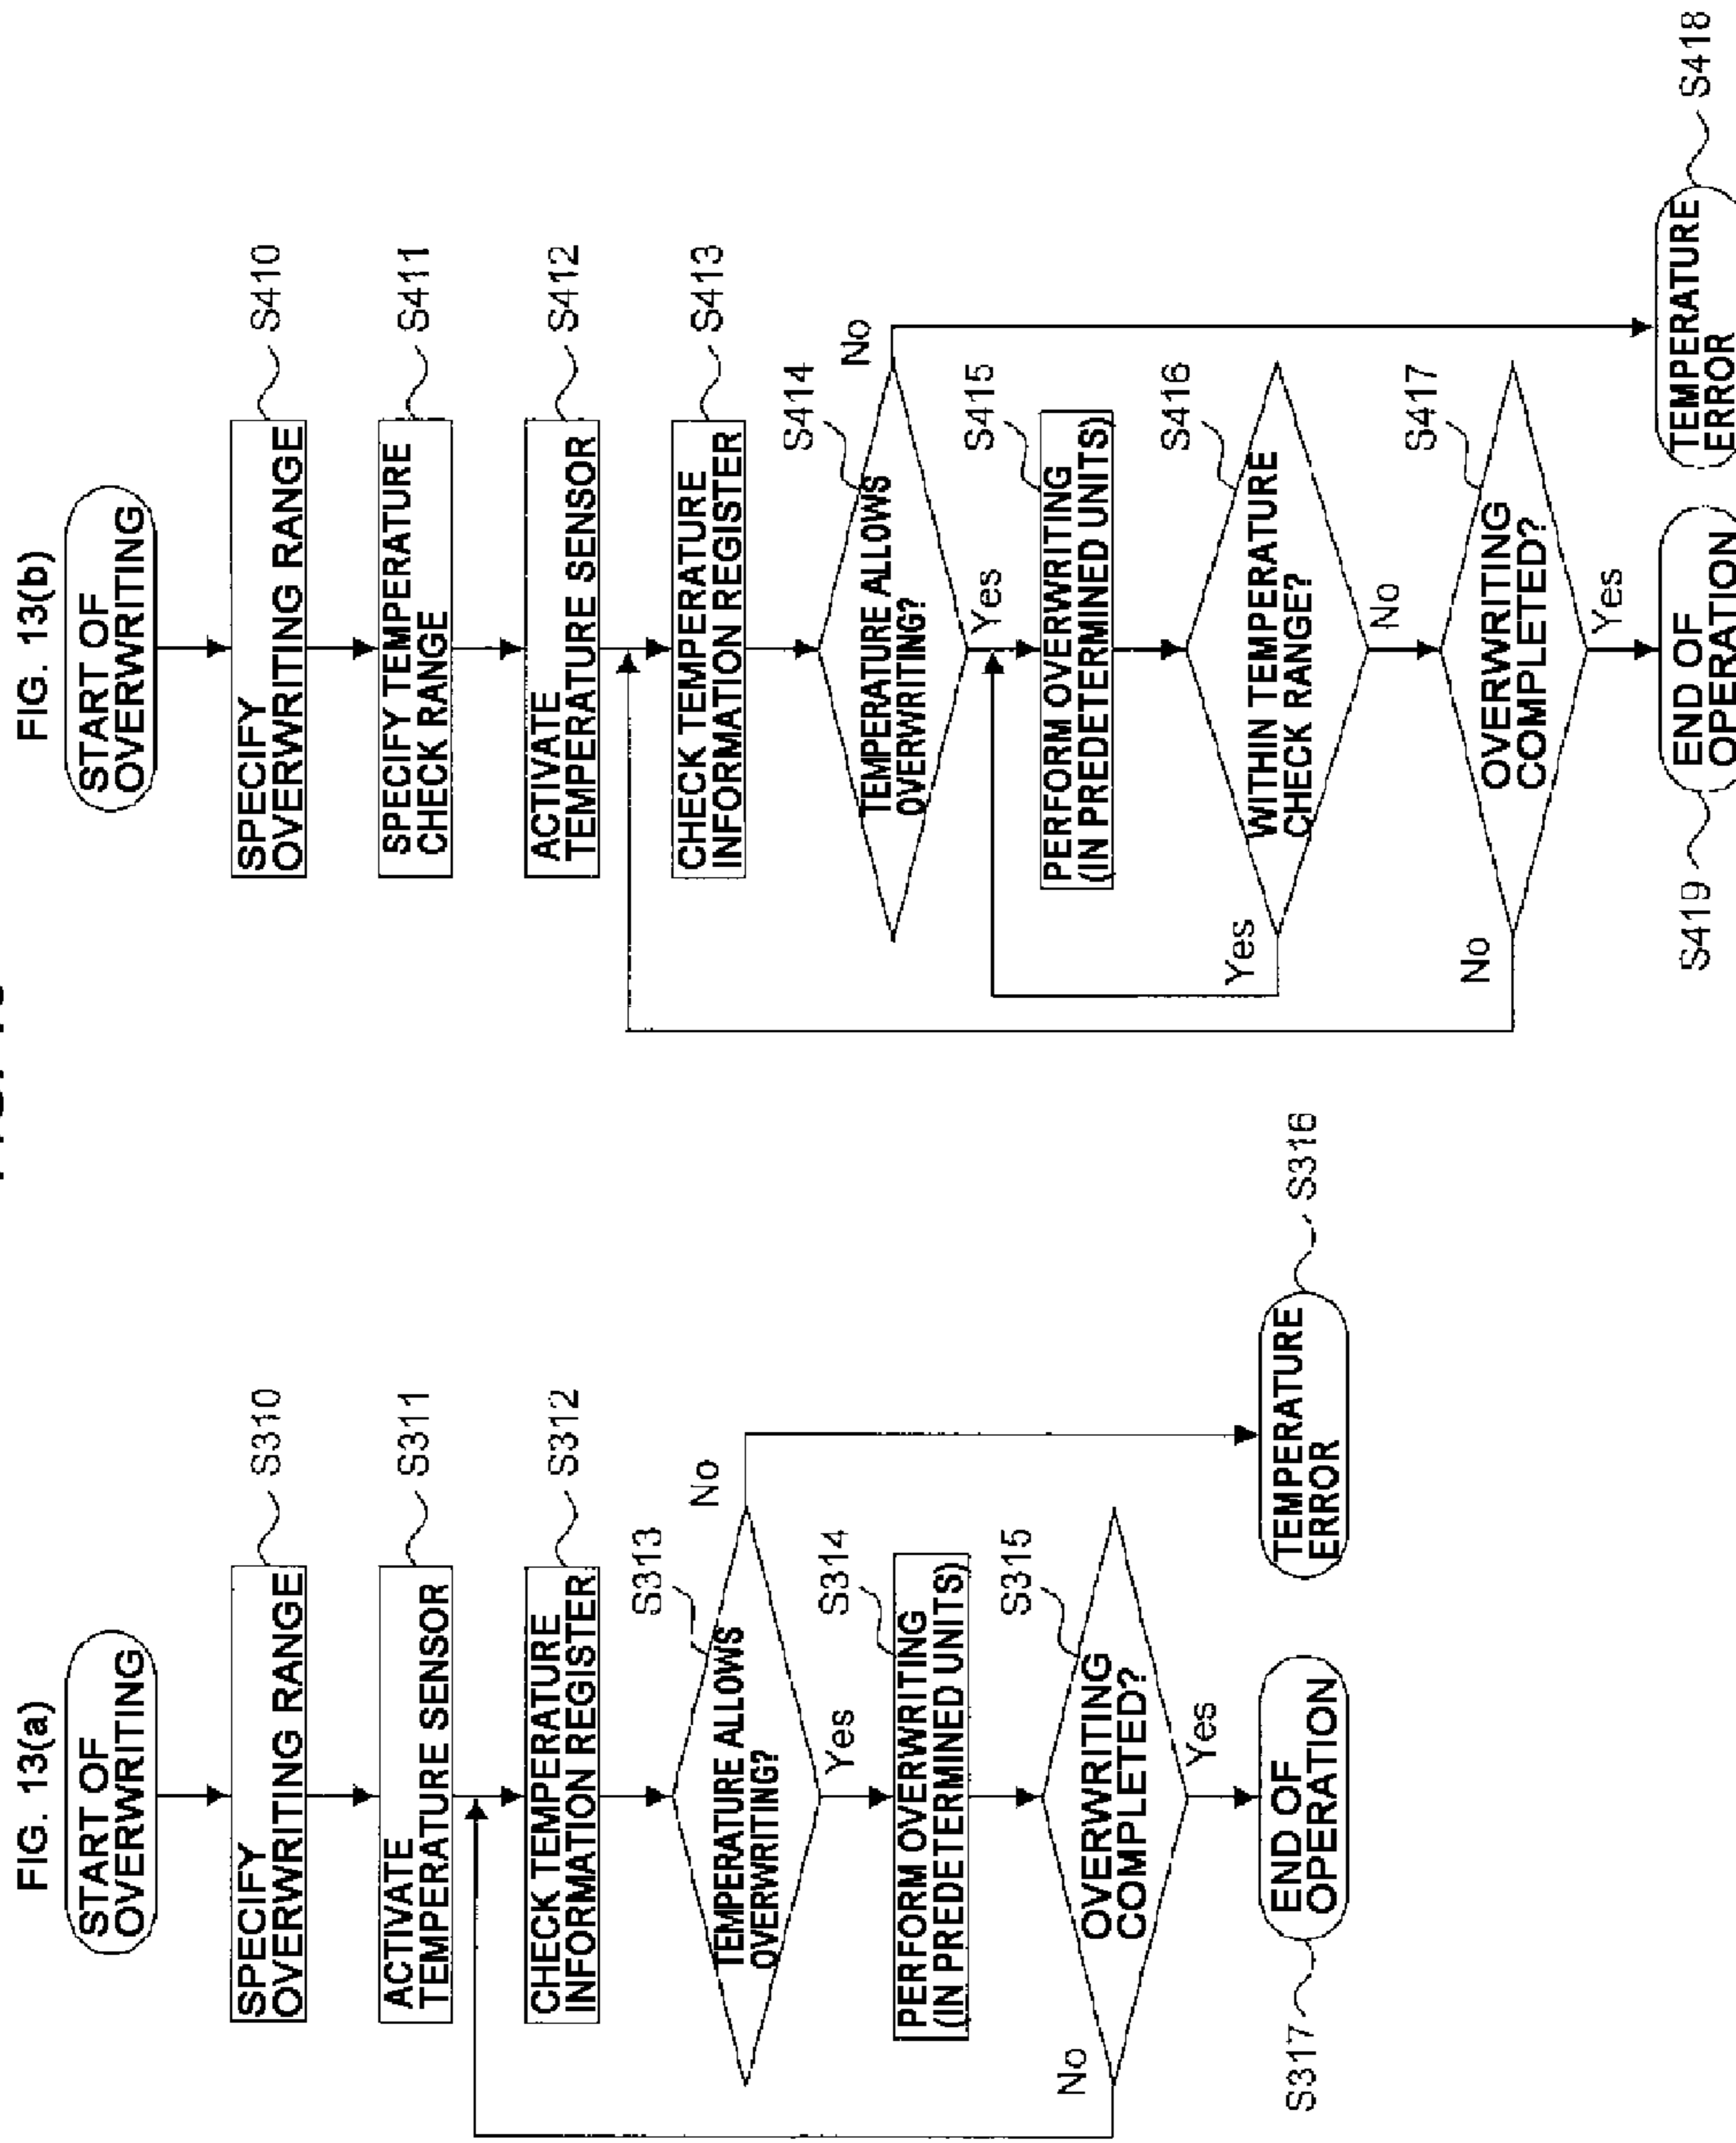 FIG. 13(a)
START OF
OVERWRITING
SPECIFY
OVERWRITING RANGE
S310
ACTIVATE
TEMPERATURE SENSOR
S311
CHECK TEMPERATURE
INFORMATION REGISTER
S312
TEMPERATURE ALLOWS
OVERWRITING?
S313
No
Yes
PERFORM OVERWRITING
(IN PREDETERMINED UNITS)
S314
OVERWRITING
COMPLETED?
S315
No
Yes
END OF
OPERATION
S317
TEMPERATURE
ERROR
S316
FIG. 13(b)
START OF
OVERWRITING
SPECIFY
OVERWRITING RANGE
S410
SPECIFY TEMPERATURE
CHECK RANGE
S411
ACTIVATE
TEMPERATURE SENSOR
S412
CHECK TEMPERATURE
INFORMATION REGISTER
S413
TEMPERATURE ALLOWS
OVERWRITING?
S414
No
Yes
PERFORM OVERWRITING
(IN PREDETERMINED UNITS)
S415
WITHIN TEMPERATURE
CHECK RANGE?
S416
Yes
No
OVERWRITING
COMPLETED?
S417
No
Yes
END OF
OPERATION
S419
TEMPERATURE
ERROR
S418